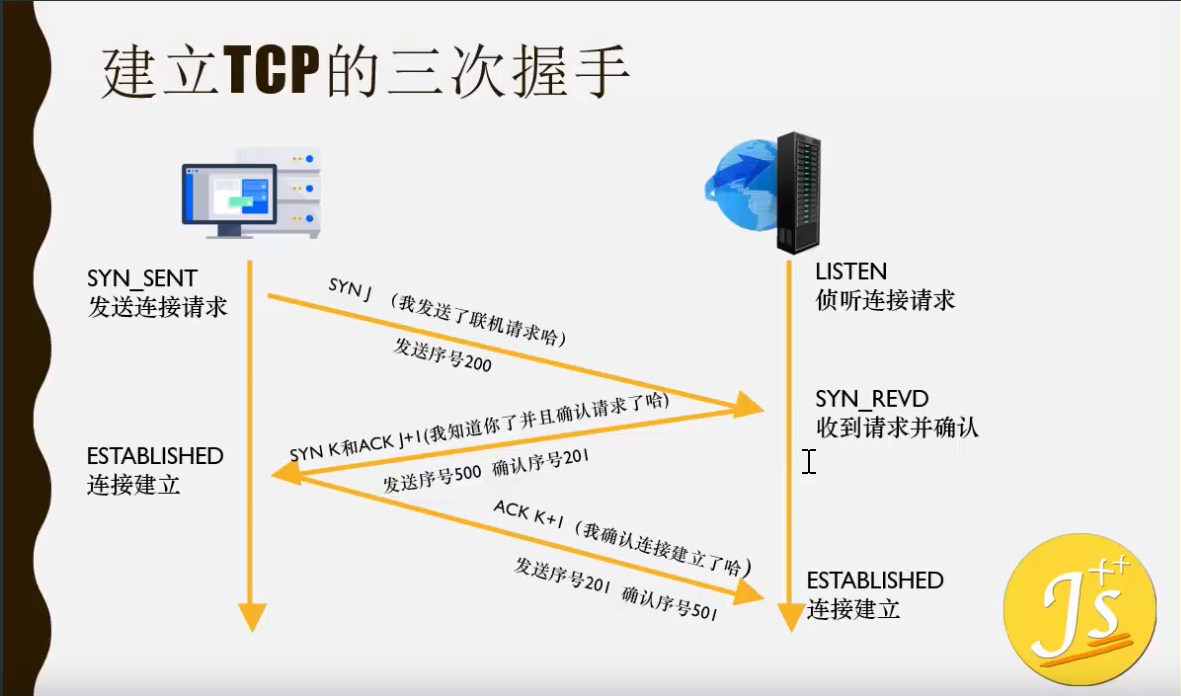 建立TCP的三次握手
SYN_SENT
发送连接请求
LISTEN
侦听连接请求
SYN J （我发送了联机请求哈）
发送序号200
SYN_REVD
收到请求并确认
SYN K和ACK J+1(我知道你了并且确认请求了哈)
发送序号500 确认序号201
ESTABLISHED
连接建立
ACK K+1（我确认连接建立了哈）
发送序号201 确认序号501
ESTABLISHED
连接建立
Js++